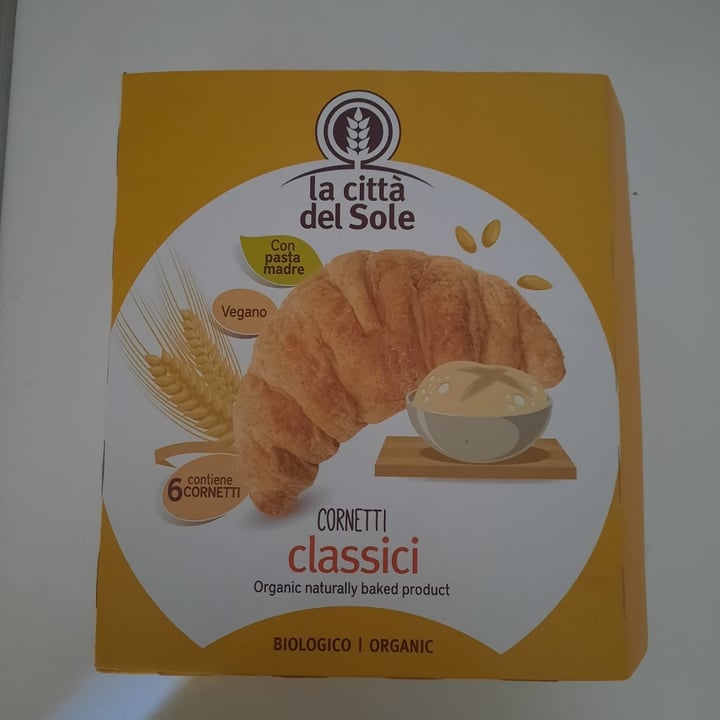 la città
del Sole
Con
pasta
madre
Vegano
contiene
6 CORNETTI
CORNETTI
classici
Organic naturally baked product
BIOLOGICO | ORGANIC